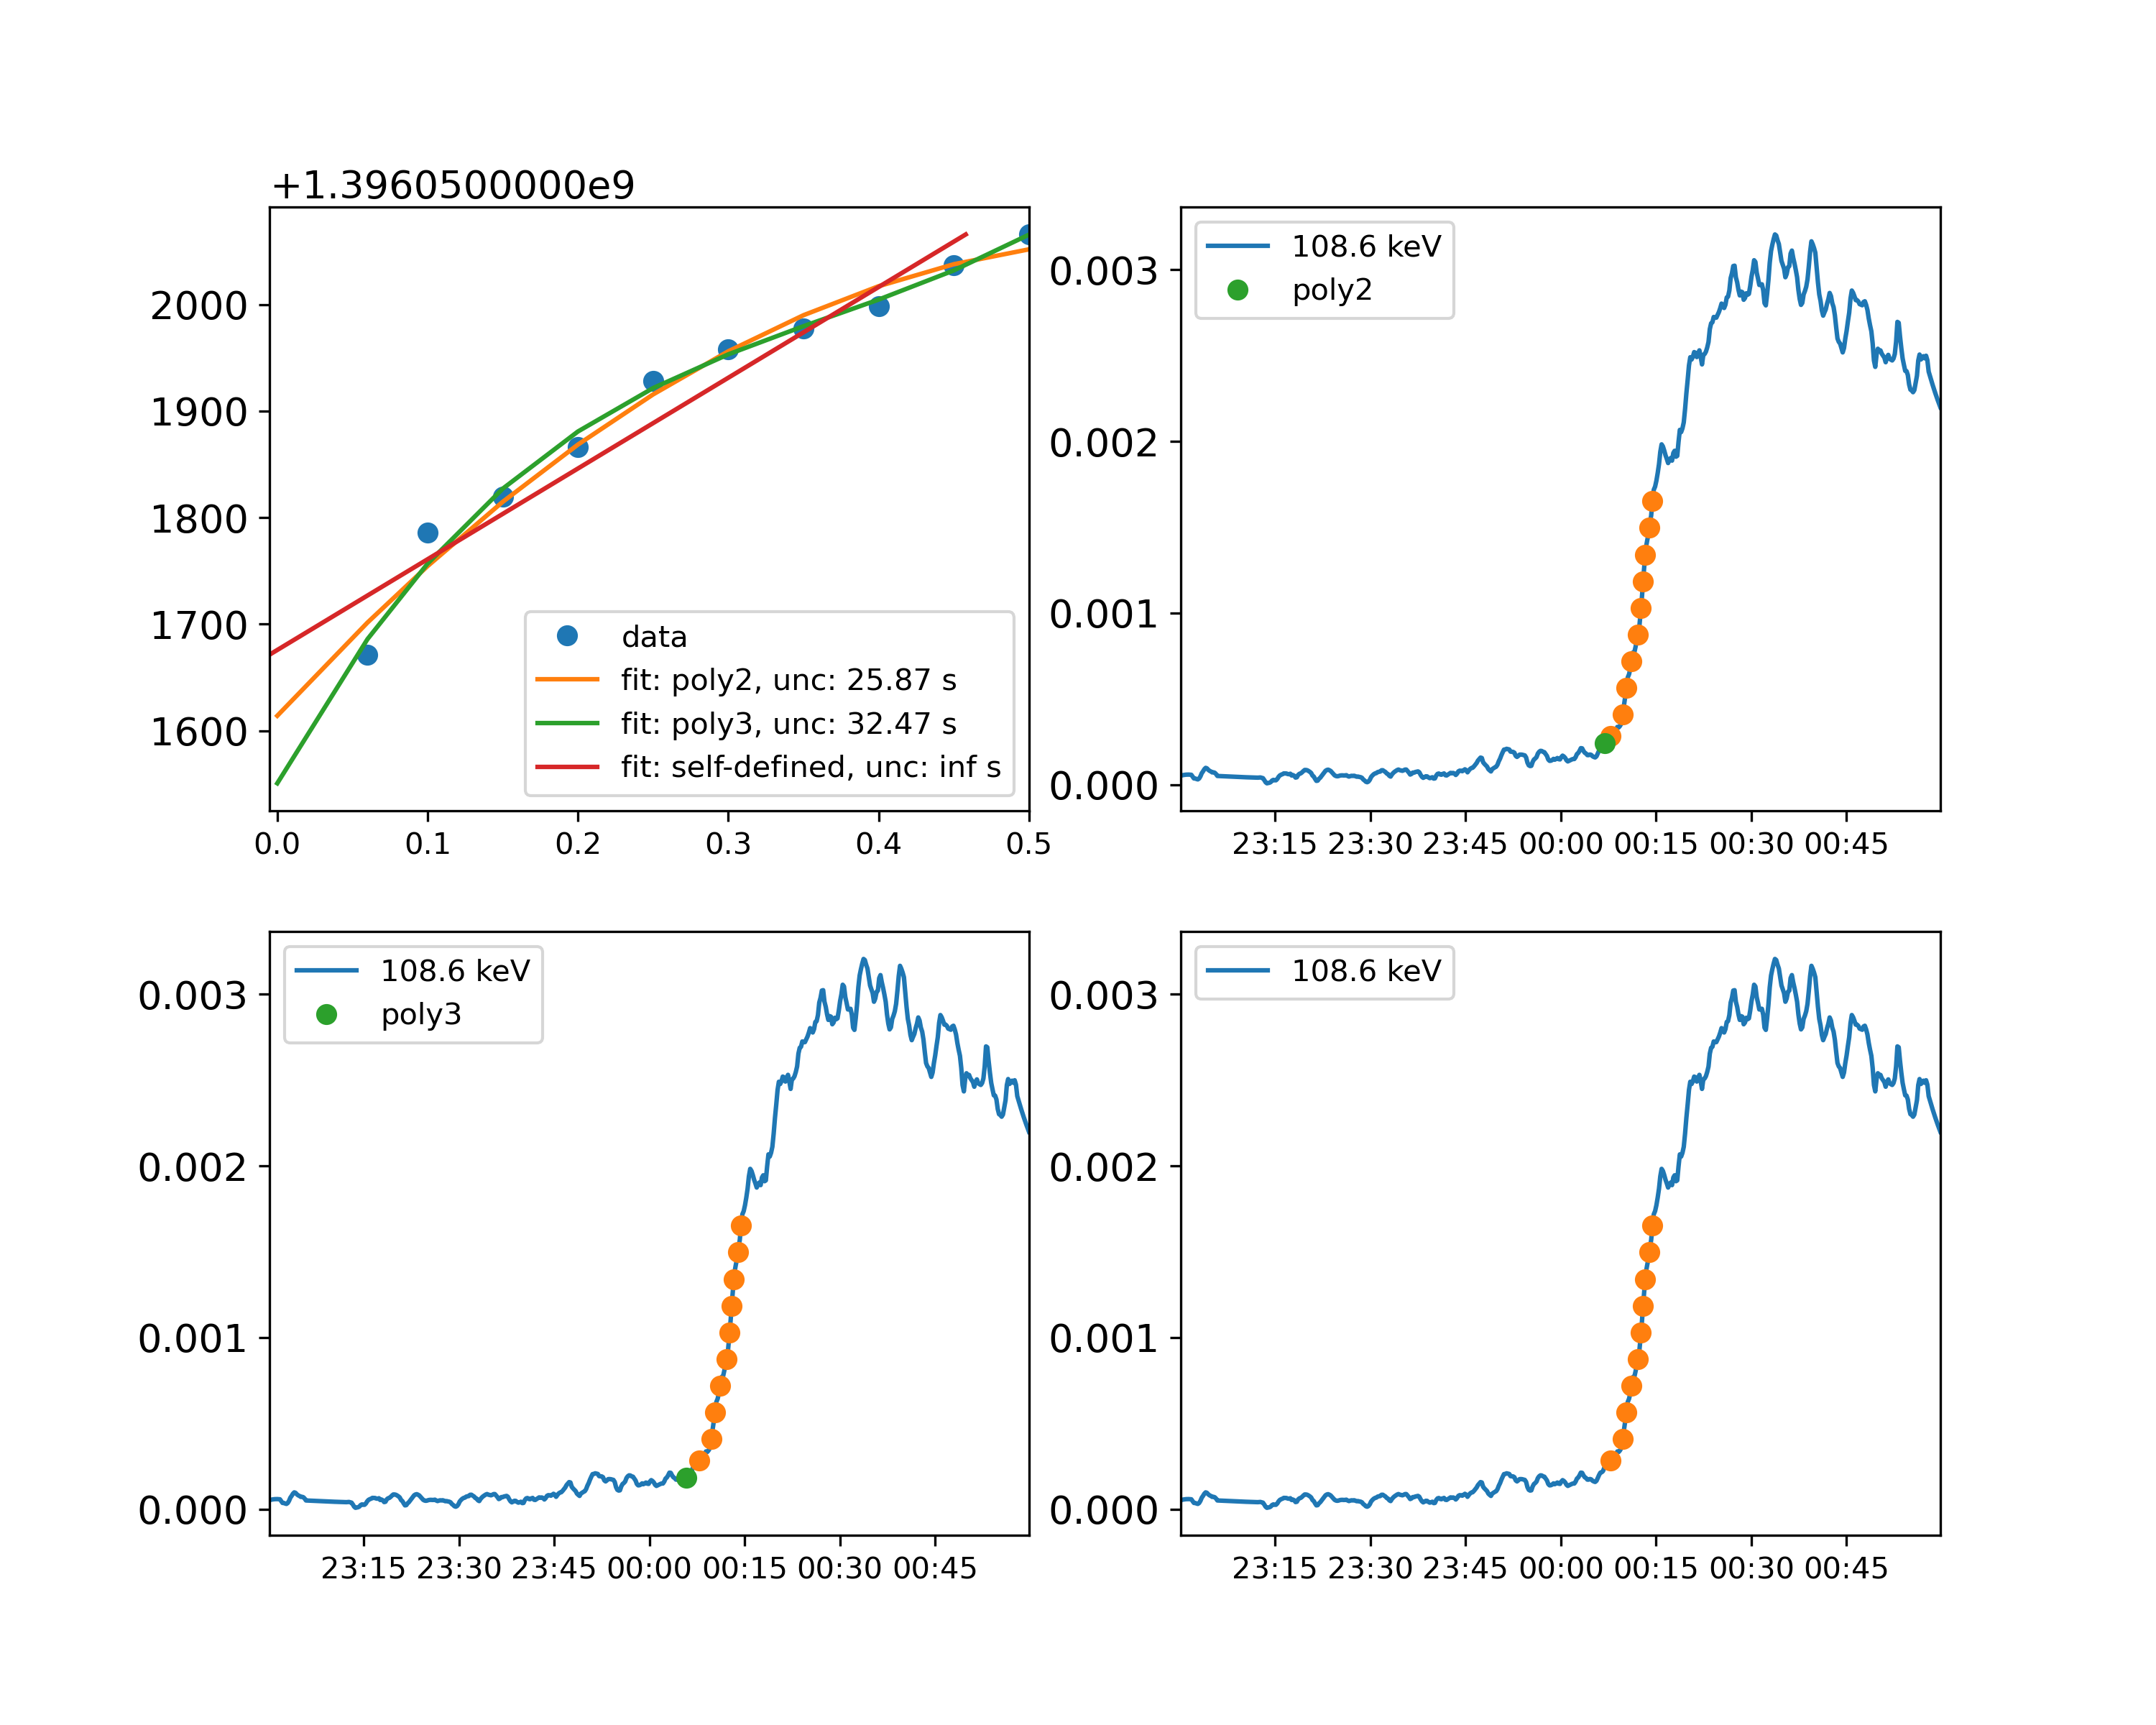 +1.3960500000e9
2000
1900
1800
1700
1600
data
fit: poly2, unc: 25.87 s
fit: poly3, unc: 32.47 s
fit: self-defined, unc: inf s
0.0 0.1 0.2 0.3 0.4 0.5
108.6 keV
poly2
0.003
0.002
0.001
0.000
23:15 23:30 23:45 00:00 00:15 00:30 00:45
108.6 keV
poly3
0.003
0.002
0.001
0.000
23:15 23:30 23:45 00:00 00:15 00:30 00:45
108.6 keV
0.003
0.002
0.001
0.000
23:15 23:30 23:45 00:00 00:15 00:30 00:45